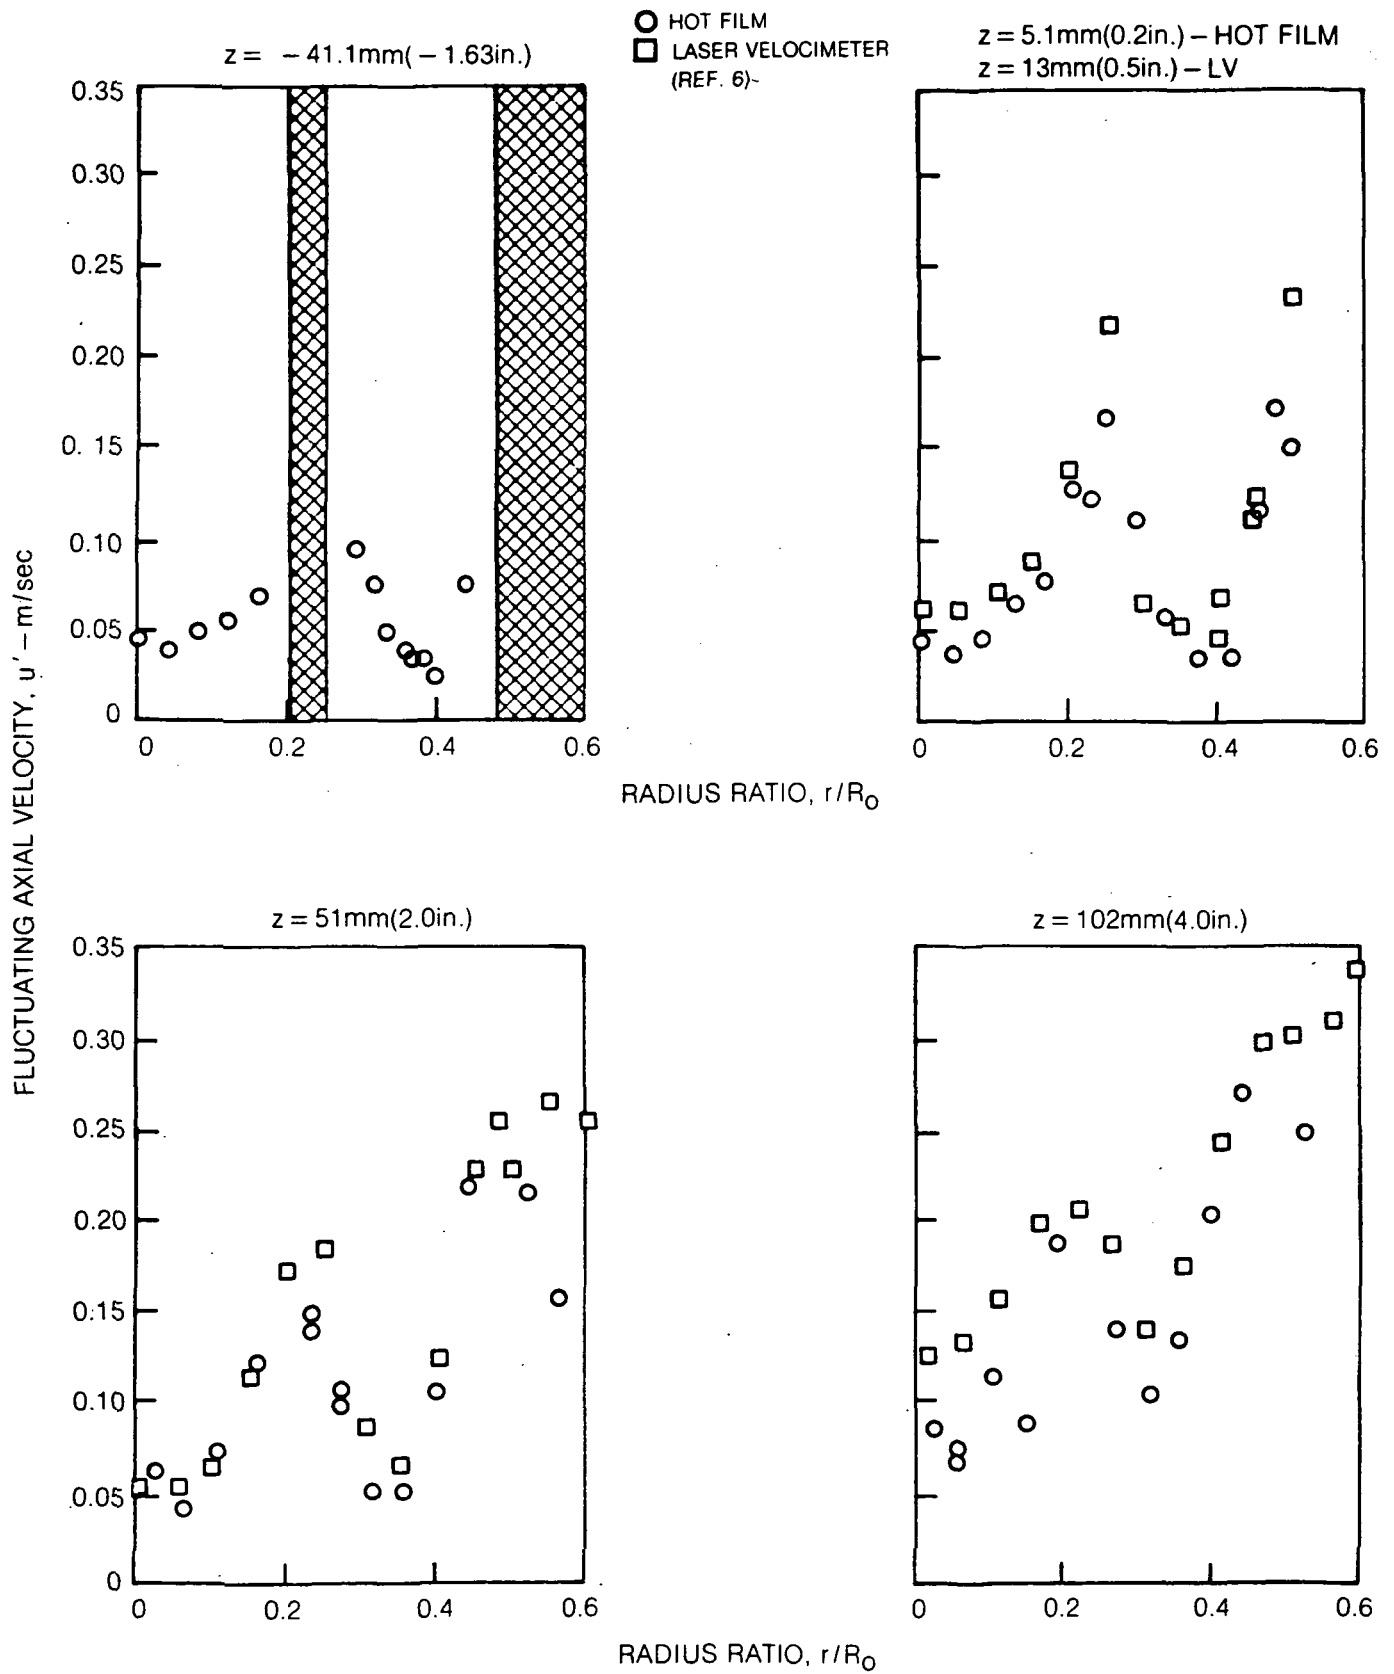 HOT FILM
LASER VELOCIMETER
(REF. 6)-
z = - 41.1mm( - 1.63in.)
z = 5.1mm(0.2in.) – HOT FILM
z = 13mm(0.5in.) – LV
0.35
0.30
0.25
0.20
0. 15
0.10
0.05
0
0 0.2 0.4 0.6
0 0.2 0.4 0.6
RADIUS RATIO, r/Ro
FLUCTUATING AXIAL VELOCITY, u' – m/sec
z = 51mm(2.0in.)
z = 102mm(4.0in.)
0.35
0.30
0.25
0.20
0.15
0.10
0.05
0
0 0.2 0.4 0.6
0 0.2 0.4 0.6
RADIUS RATIO, r/Ro